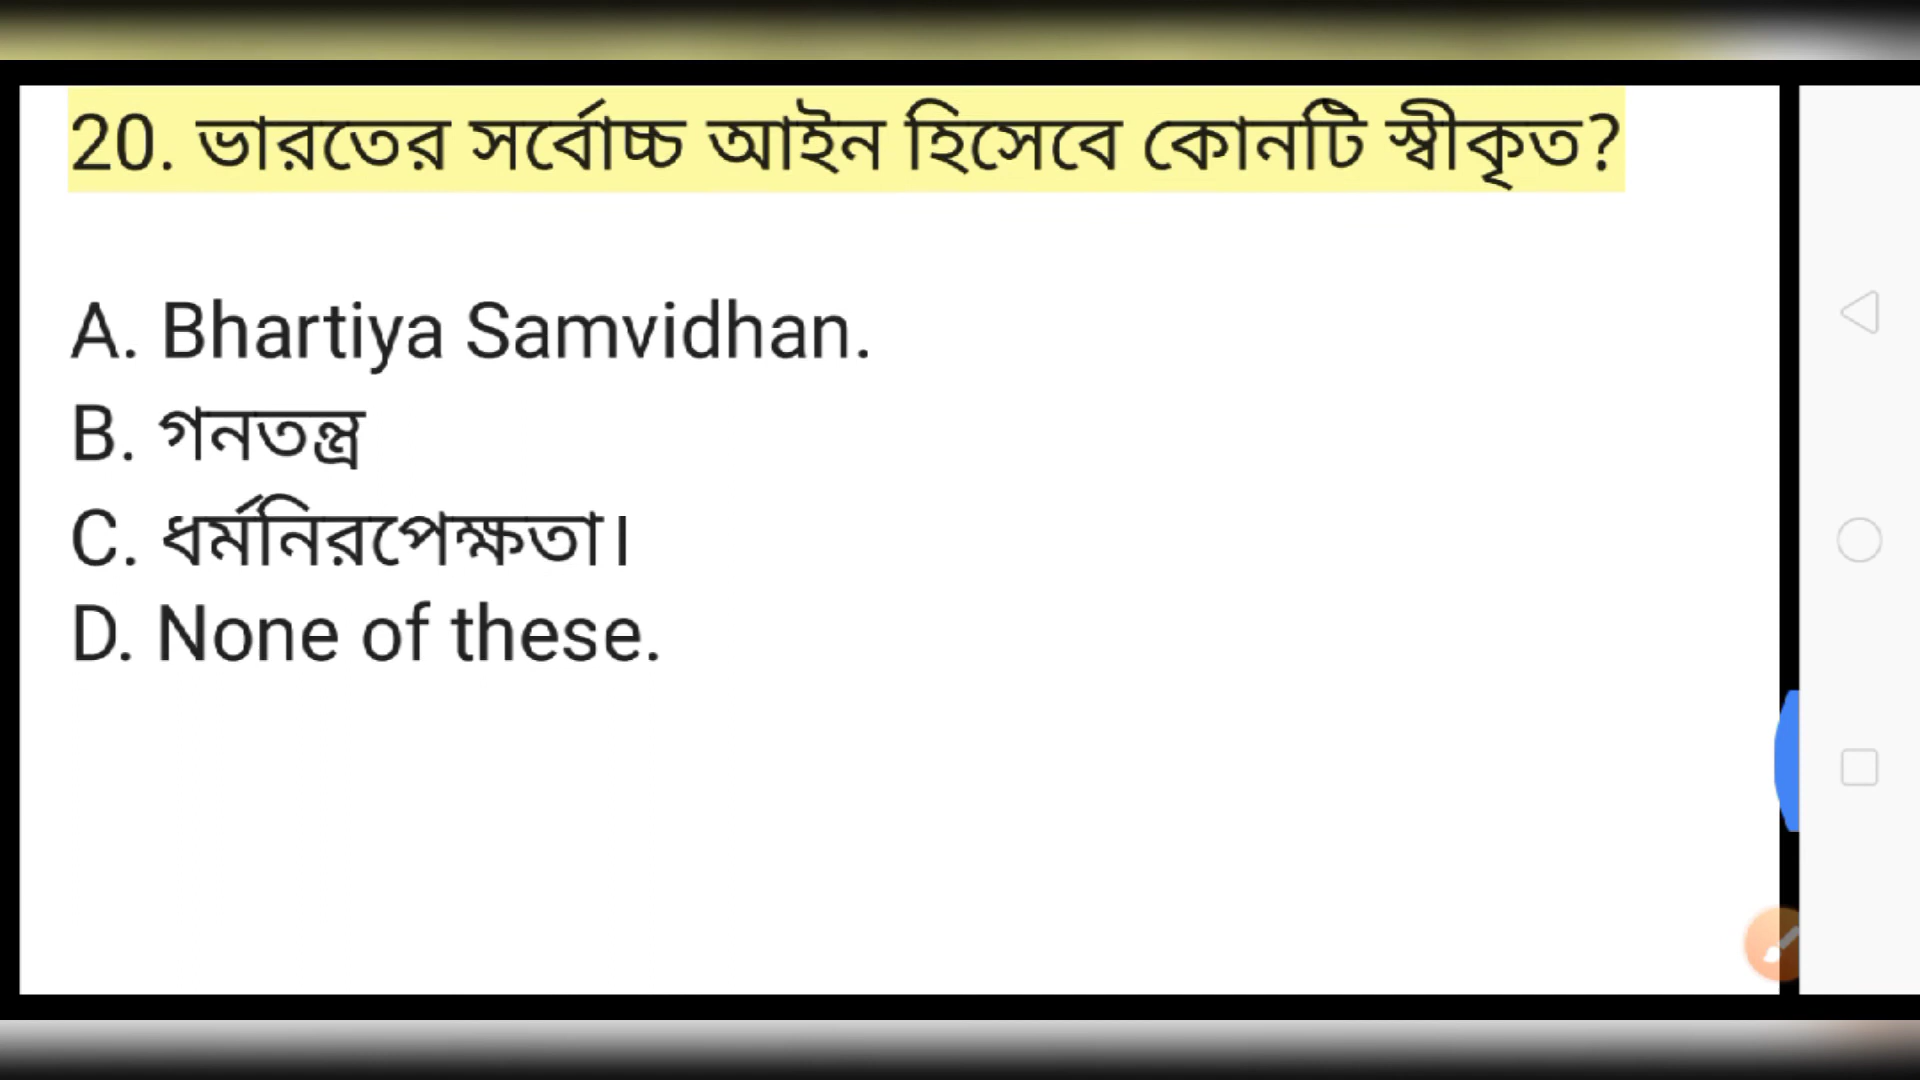 20. ভারতের সর্বোচ্চ আইন হিসেবে কোনটি স্বীকৃত?
A. Bhartiya Samvidhan.
B. গনতন্ত্র
C. ধর্মনিরপেক্ষতা।
D. None of these.